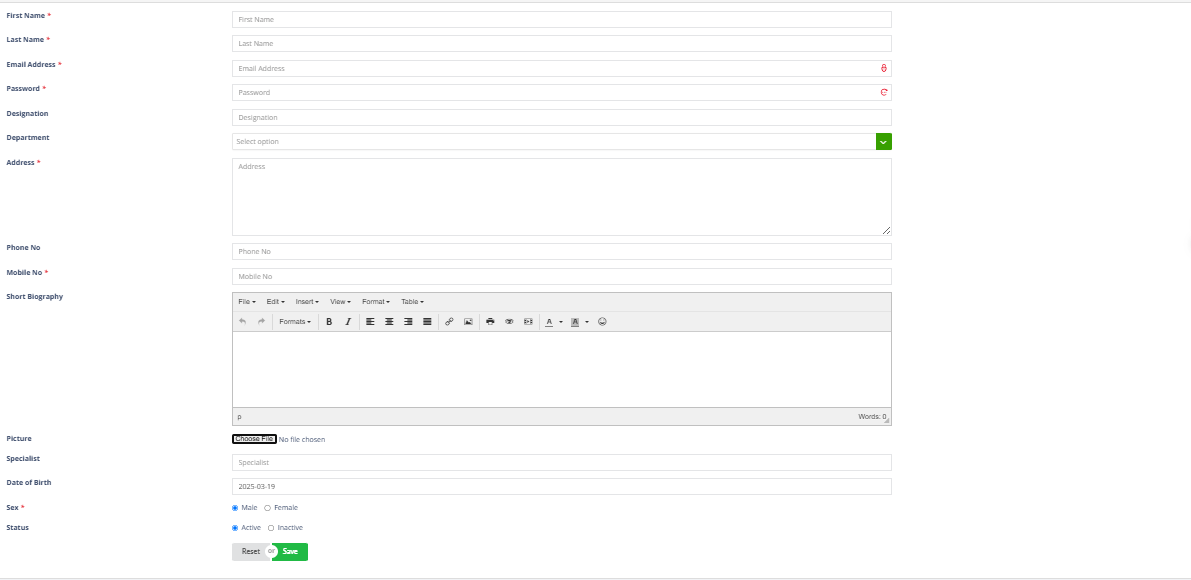 First Name *
First Name
Last Name *
Last Name
Email Address *
Email Address
Password *
Password
Designation
Designation
Department
Select option
Address *
Address
Phone No
Phone No
Mobile No *
Mobile No
Short Biography
File Edit Insert View Format Table
Formats B I A A
p Words: 0
Picture
Choose File No file chosen
Specialist
Specialist
Date of Birth
2025-03-19
Sex *
Male Female
Status
Active Inactive
Reset or Save